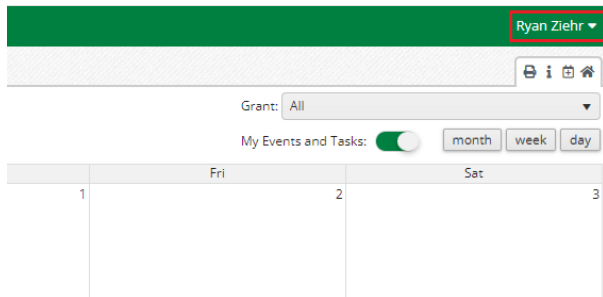 Ryan Ziehr
Grant: All
My Events and Tasks: month week day
Fri Sat
1 2 3